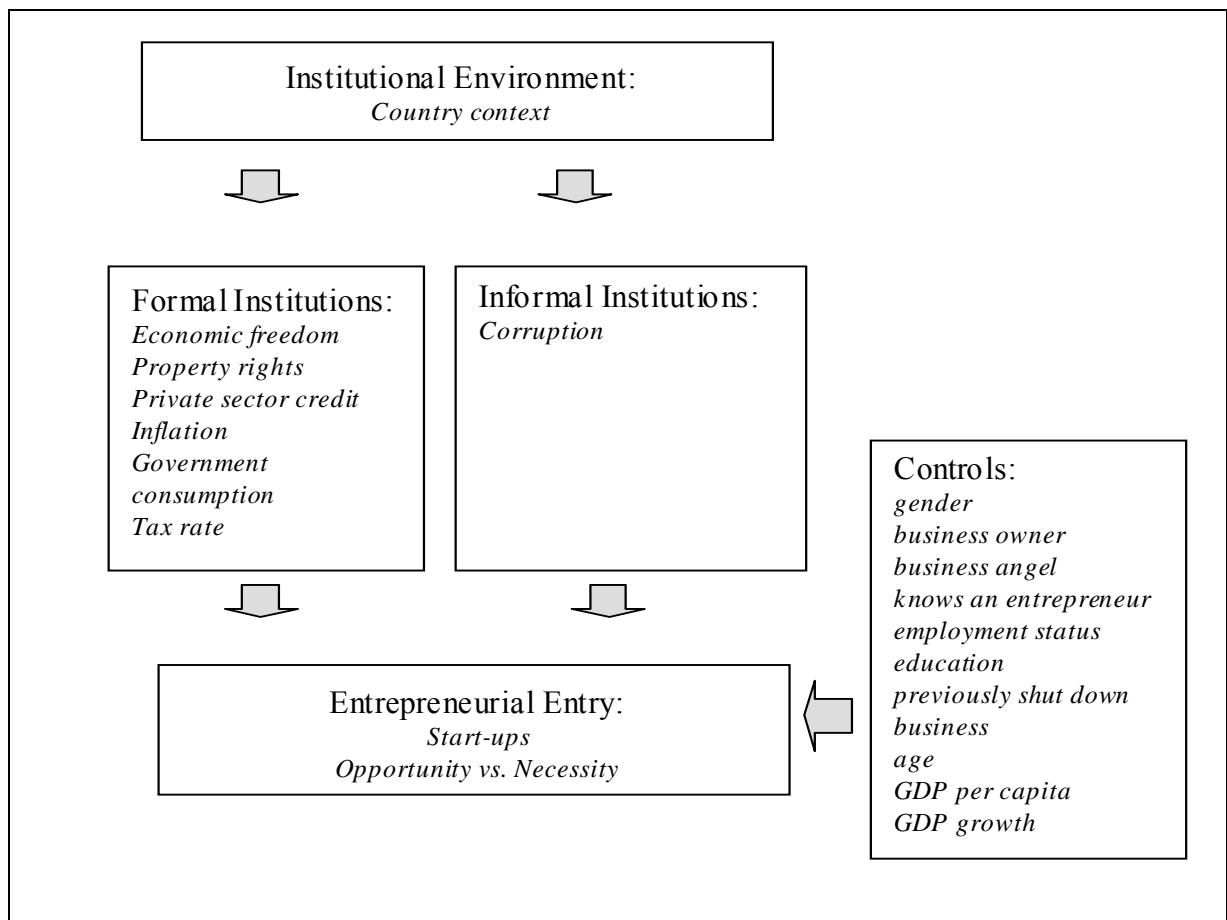 Institutional Environment:
Country context
Formal Institutions:
Economic freedom
Property rights
Private sector credit
Inflation
Government
consumption
Tax rate
Informal Institutions:
Corruption
Controls:
gender
business owner
business angel
knows an entrepreneur
employment status
education
previously shut down
business
age
GDP per capita
GDP growth
Entrepreneurial Entry:
Start-ups
Opportunity vs. Necessity